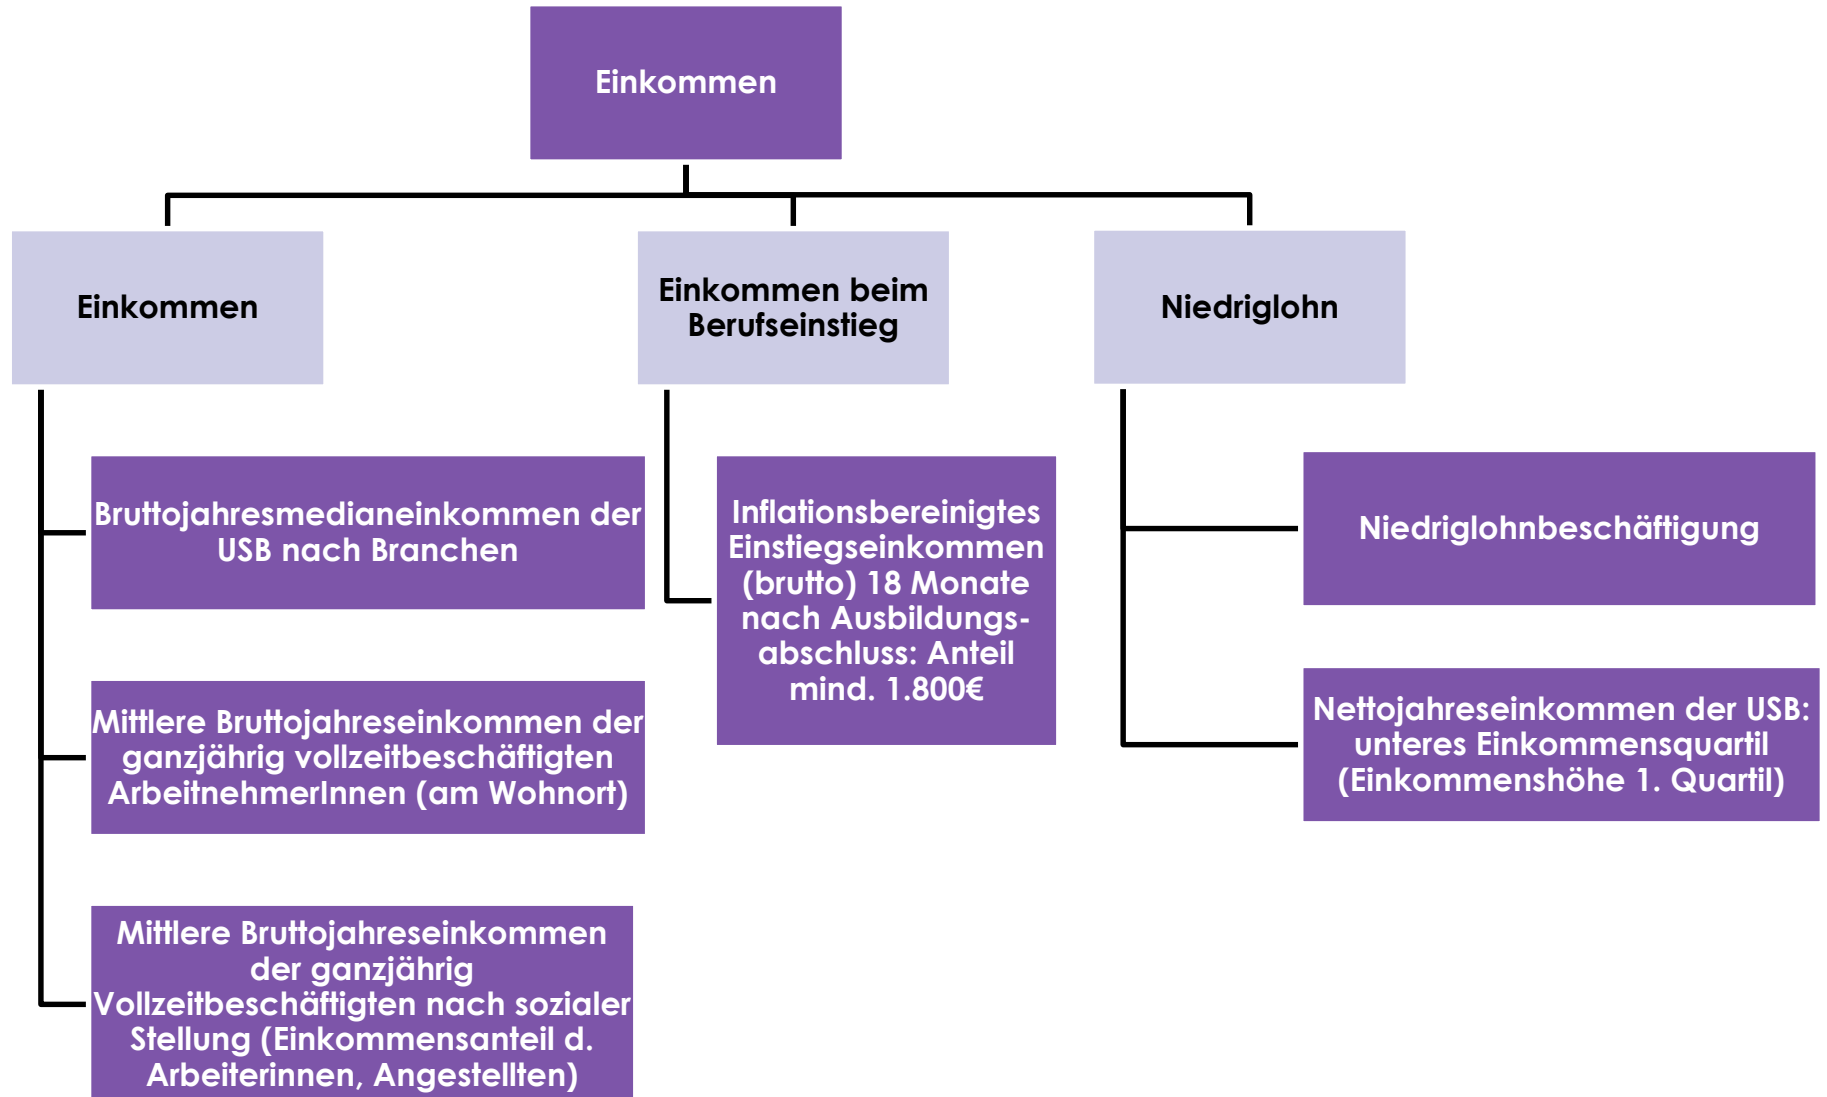 Einkommen
Einkommen
Bruttojahresmedianeinkommen der
USB nach Branchen
Mittlere Bruttojahreseinkommen der
ganzjährig vollzeitbeschäftigten
ArbeitnehmerInnen (am Wohnort)
Mittlere Bruttojahreseinkommen
der ganzjährig
Vollzeitbeschäftigten nach sozialer
Stellung (Einkommensanteil d.
Arbeiterinnen, Angestellten)
Einkommen beim
Berufseinstieg
Inflationsbereinigtes
Einstiegseinkommen
(brutto) 18 Monate
nach Ausbildungs-
abschluss: Anteil
mind. 1.800€
Niedriglohn
Niedriglohnbeschäftigung
Nettojahreseinkommen der USB:
unteres Einkommensquartil
(Einkommenshöhe 1. Quartil)